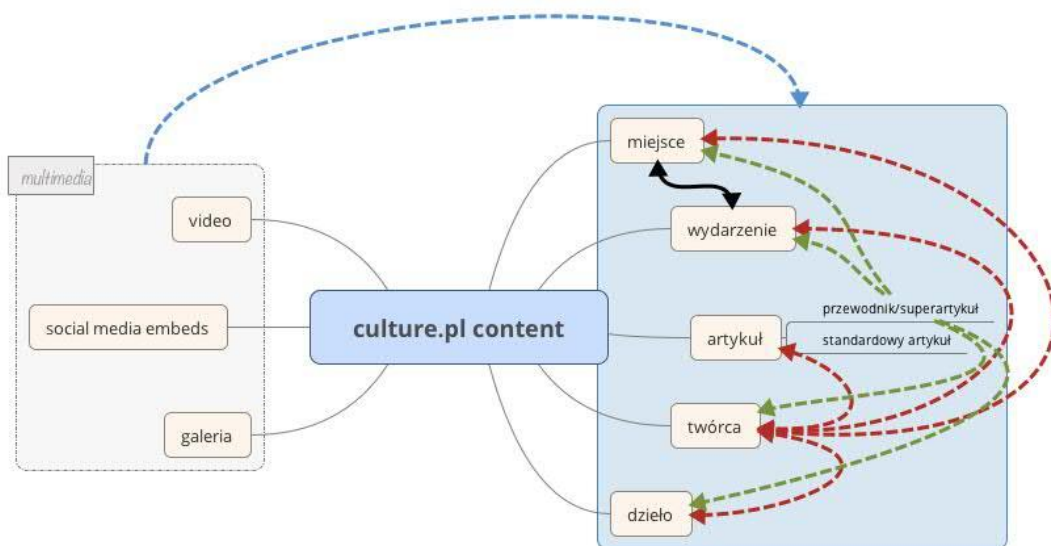 multimedia
video
social media embeds
galeria
culture.pl content
miejsce
wydarzenie
artykuł
przewodnik/superartykuł
standardowy artykuł
twórca
dzieło